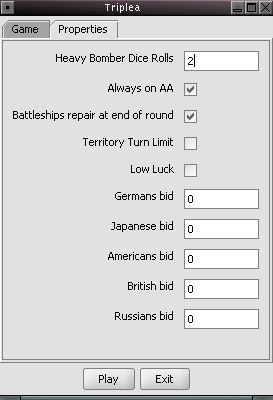 Triplea
Game Properties
Heavy Bomber Dice Rolls 2
Always on AA
Battleships repair at end of round
Territory Turn Limit
Low Luck
Germans bid 0
Japanese bid 0
Americans bid 0
British bid 0
Russians bid 0
Play Exit